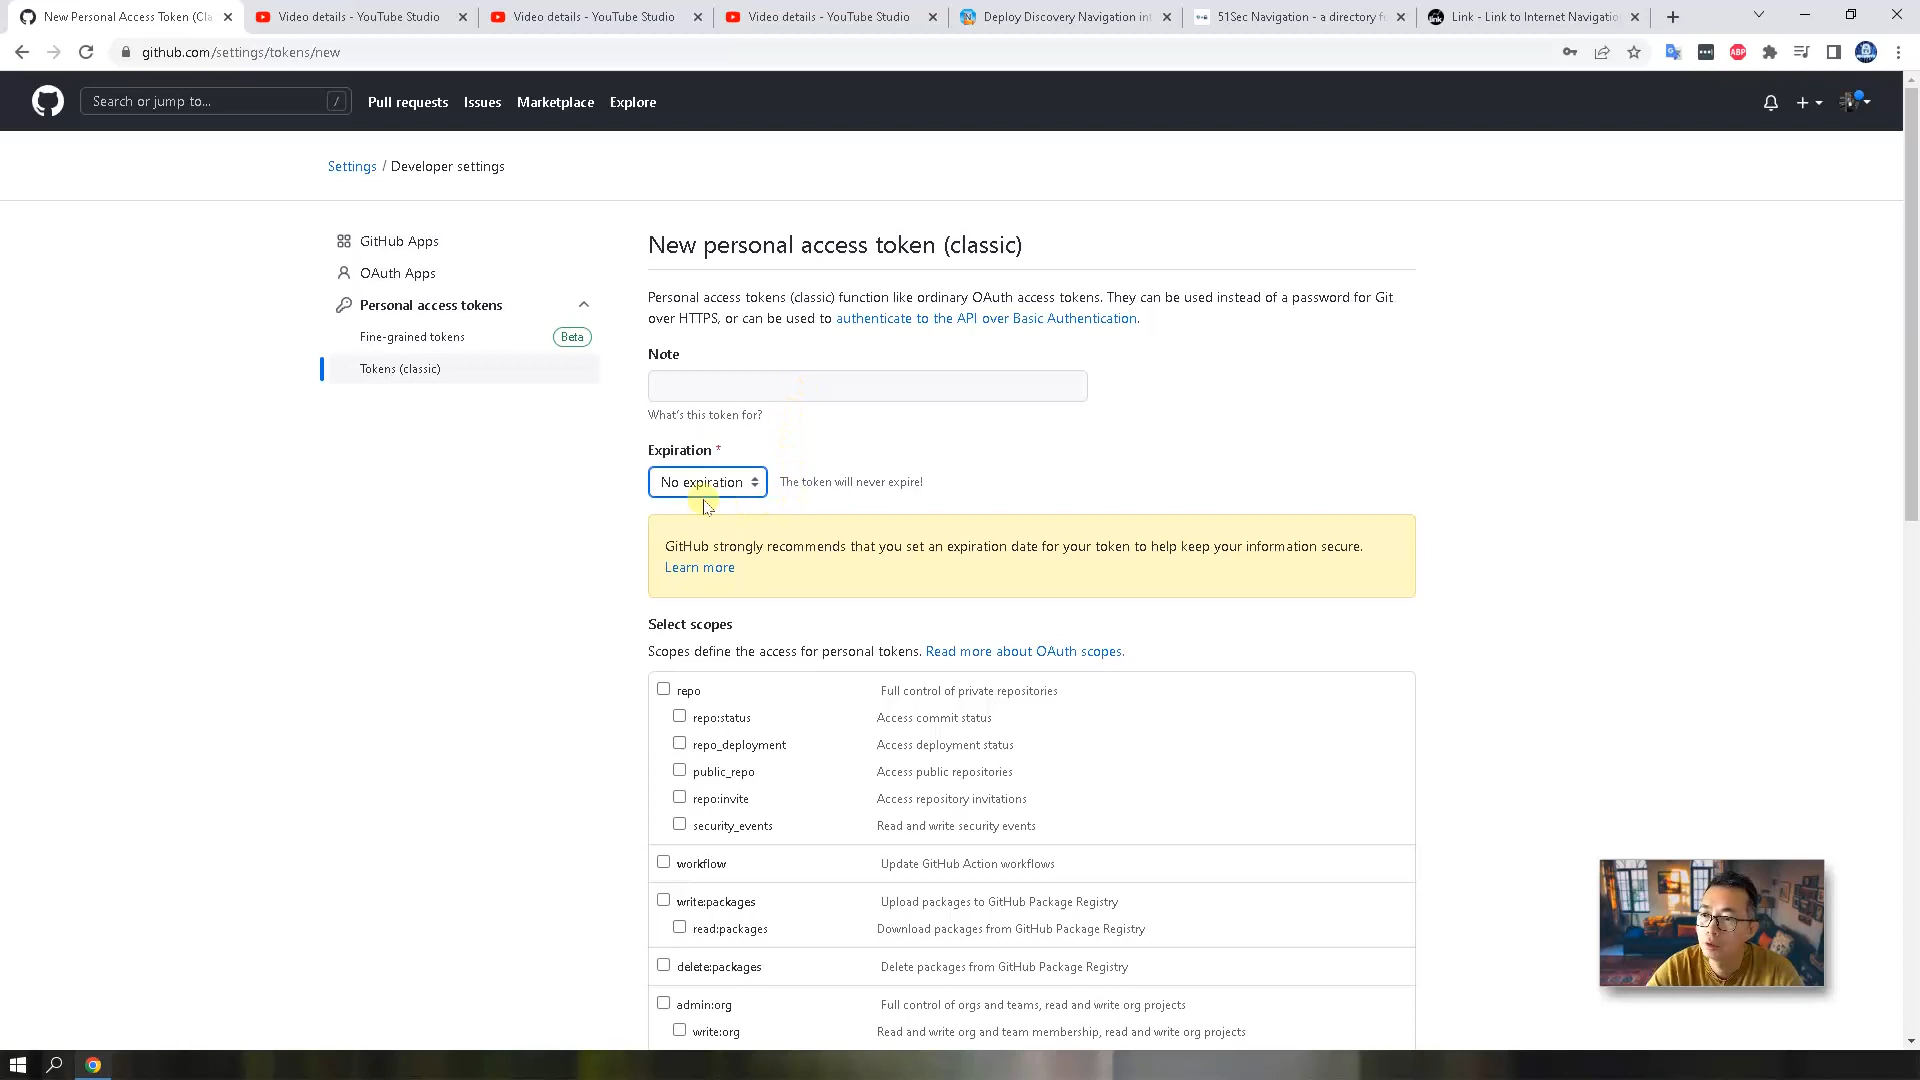 New Personal Access Token (Cla
Video details - YouTube Studio
Video details - YouTube Studio
Video details - YouTube Studio
Deploy Discovery Navigation int
51Sec Navigation - a directory f
Link - Link to Internet Navigatio
github.com/settings/tokens/new
ABP
Search or jump to...
/
Pull requests
Issues
Marketplace
Explore
Settings / Developer settings
GitHub Apps
OAuth Apps
Personal access tokens
Fine-grained tokens
Beta
Tokens (classic)
New personal access token (classic)
Personal access tokens (classic) function like ordinary OAuth access tokens. They can be used instead of a password for Git
over HTTPS, or can be used to authenticate to the API over Basic Authentication.
Note
What's this token for?
Expiration *
No expiration
The token will never expire!
GitHub strongly recommends that you set an expiration date for your token to help keep your information secure.
Learn more
Select scopes
Scopes define the access for personal tokens. Read more about OAuth scopes.
repo Full control of private repositories
repo:status Access commit status
repo_deployment Access deployment status
public_repo Access public repositories
repo:invite Access repository invitations
security_events Read and write security events
workflow Update GitHub Action workflows
write:packages Upload packages to GitHub Package Registry
read:packages Download packages from GitHub Package Registry
delete:packages Delete packages from GitHub Package Registry
admin:org Full control of orgs and teams, read and write org projects
write:org Read and write org and team membership, read and write org projects